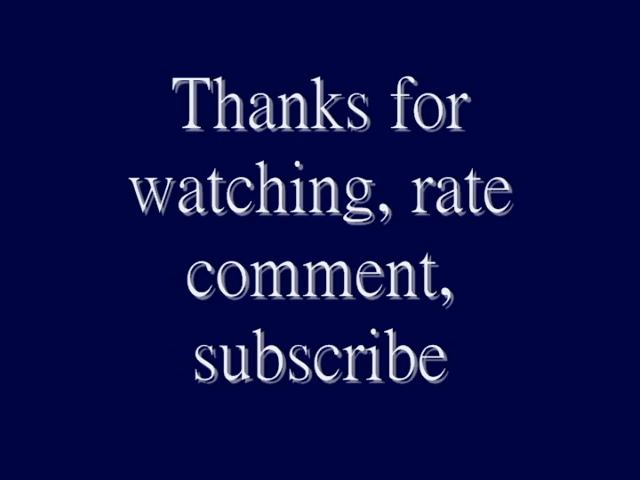 Thanks for
watching, rate
comment,
subscribe